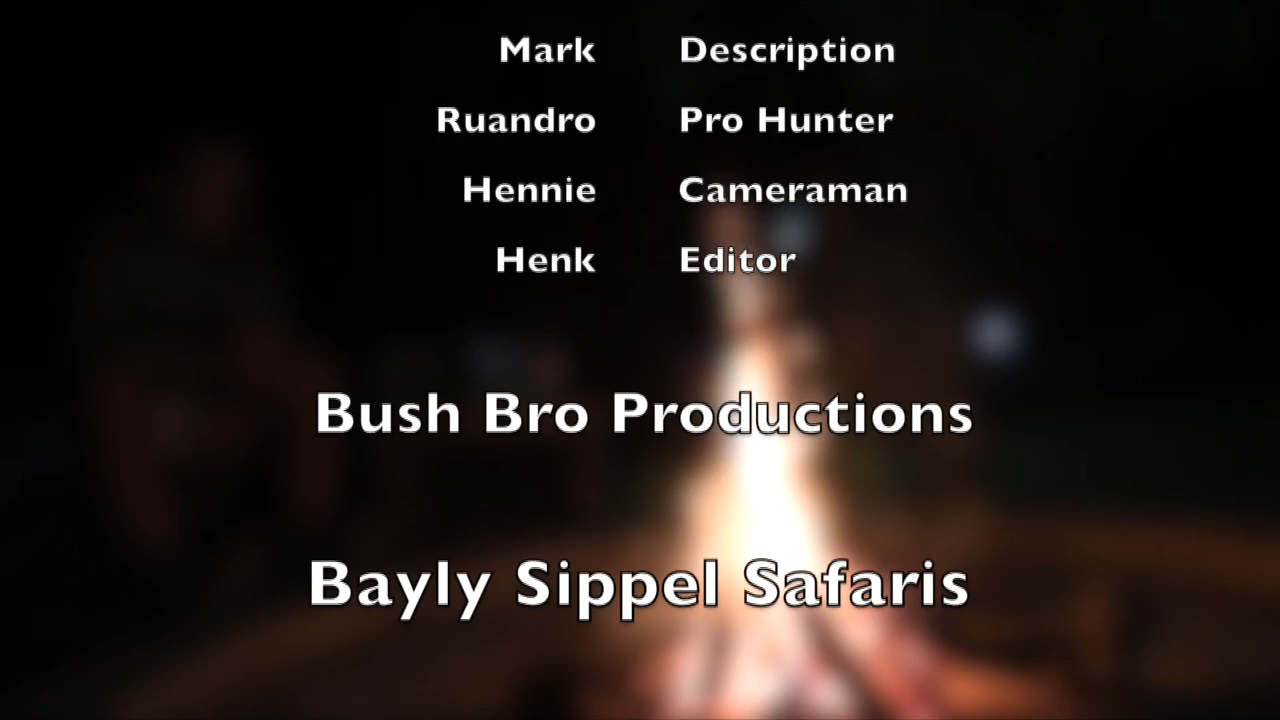 Mark Description
Ruandro Pro Hunter
Hennie Cameraman
Henk Editor
Bush Bro Productions
Bayly Sippel Safaris